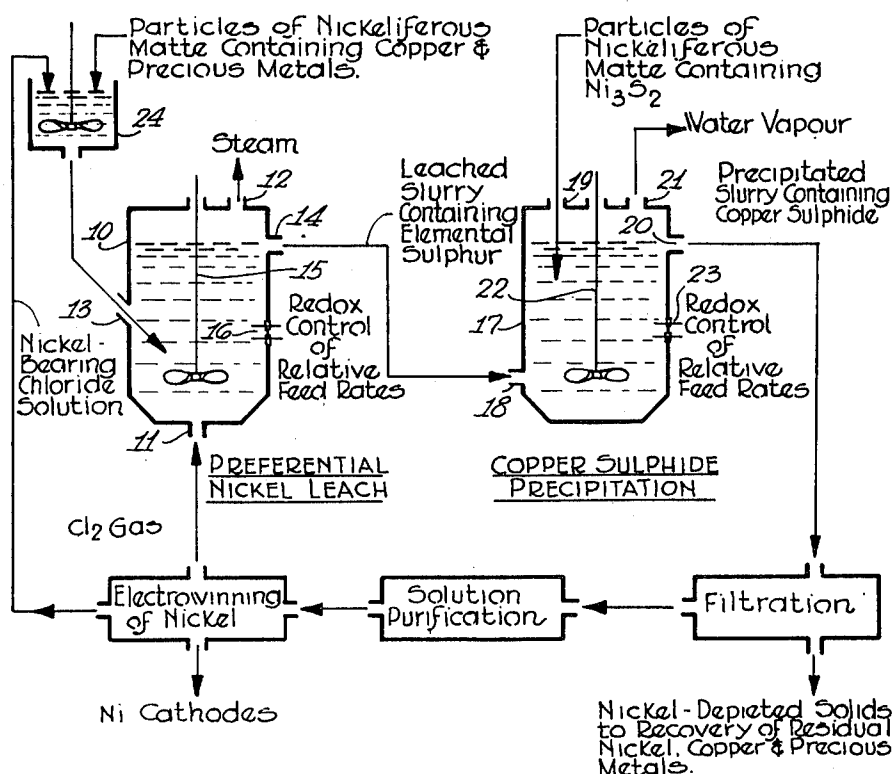 Particles of Nickeliferous
Matte Containing Copper &
Precious Metals.
24
Particles of
Nickeliferous
Matte Containing
Ni3S2
Steam
12
14
10
15
13
16
11
Leached
Slurry
Containing
Elemental
Sulphur
Water Vapour
19
21
20
22
23
17
18
Precipitated
Slurry Containing
Copper Sulphide
Redox
Control
of
Relative
Feed Rates
Redox
Control
of
Relative
Feed Rates
Nickel-
Bearing
Chloride
Solution
PREFERENTIAL
NICKEL LEACH
COPPER SULPHIDE
PRECIPITATION
Cl2 Gas
Electrowinning
of Nickel
Solution
Purification
Filtration
Ni Cathodes
Nickel-Depleted Solids
to Recovery of Residual
Nickel, Copper & Precious
Metals.